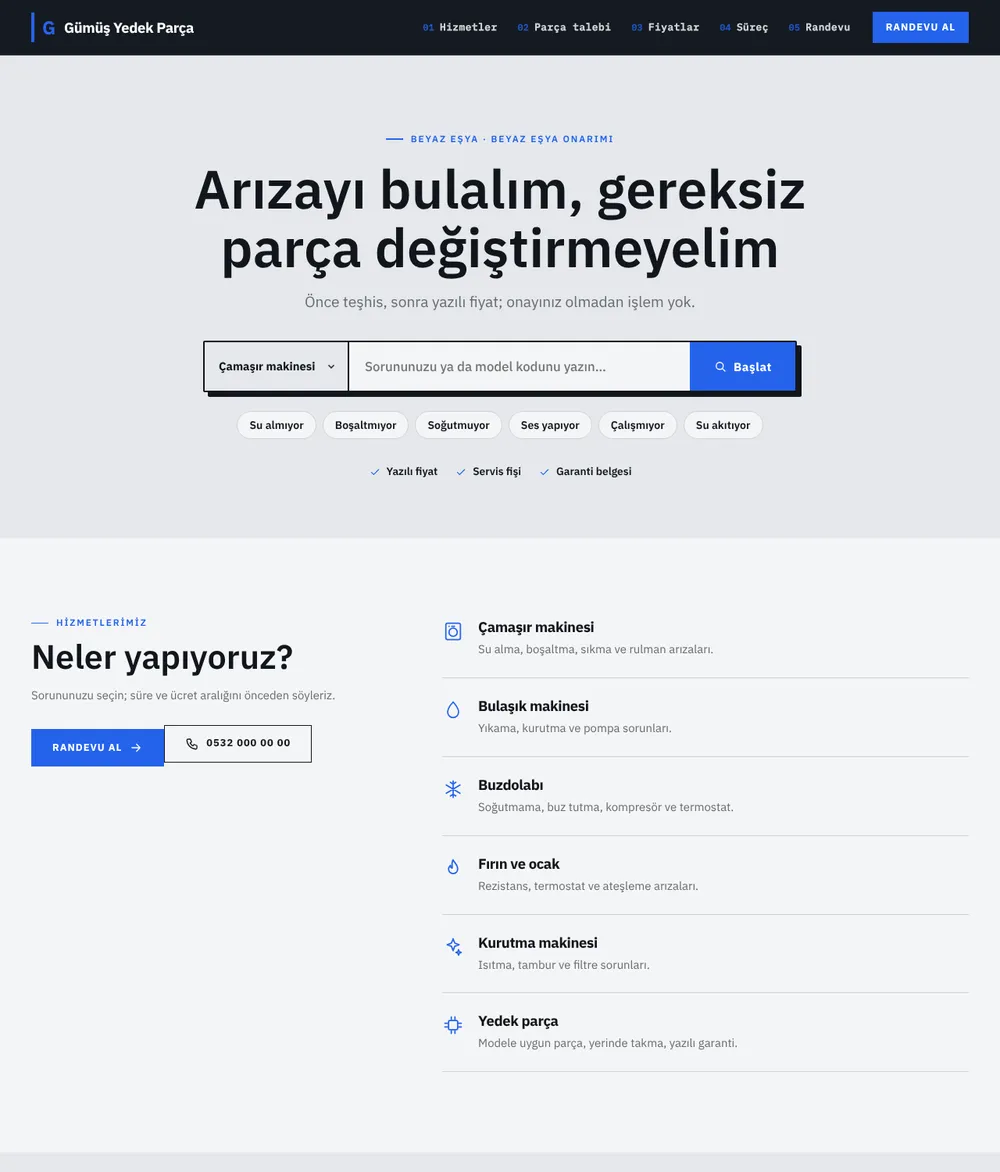 G Gümüş Yedek Parça
01 Hizmetler 02 Parça talebi 03 Fiyatlar 04 Süreç 05 Randevu RANDEVU AL
BEYAZ EŞYA · BEYAZ EŞYA ONARIMI
Arızayı bulalım, gereksiz
parça değiştirmeyelim
Önce teşhis, sonra yazılı fiyat; onayınız olmadan işlem yok.
Çamaşır makinesi Sorununuzu ya da model kodunu yazın... Başlat
Su almıyor Boşaltmıyor Soğutmuyor Ses yapıyor Çalışmıyor Su akıtıyor
Yazılı fiyat Servis fişi Garanti belgesi
HİZMETLERİMİZ
Neler yapıyoruz?
Sorununuzu seçin; süre ve ücret aralığını önceden söyleriz.
RANDEVU AL 0532 000 00 00
Çamaşır makinesi
Su alma, boşaltma, sıkma ve rulman arızaları.
Bulaşık makinesi
Yıkama, kurutma ve pompa sorunları.
Buzdolabı
Soğutmama, buz tutma, kompresör ve termostat.
Fırın ve ocak
Rezistans, termostat ve ateşleme arızaları.
Kurutma makinesi
Isıtma, tambur ve filtre sorunları.
Yedek parça
Modele uygun parça, yerinde takma, yazılı garanti.